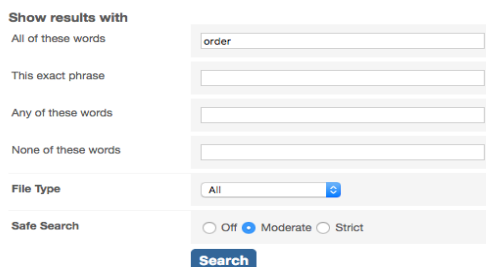 Show results with
All of these words order
This exact phrase
Any of these words
None of these words
File Type All
Safe Search Off Moderate Strict
Search